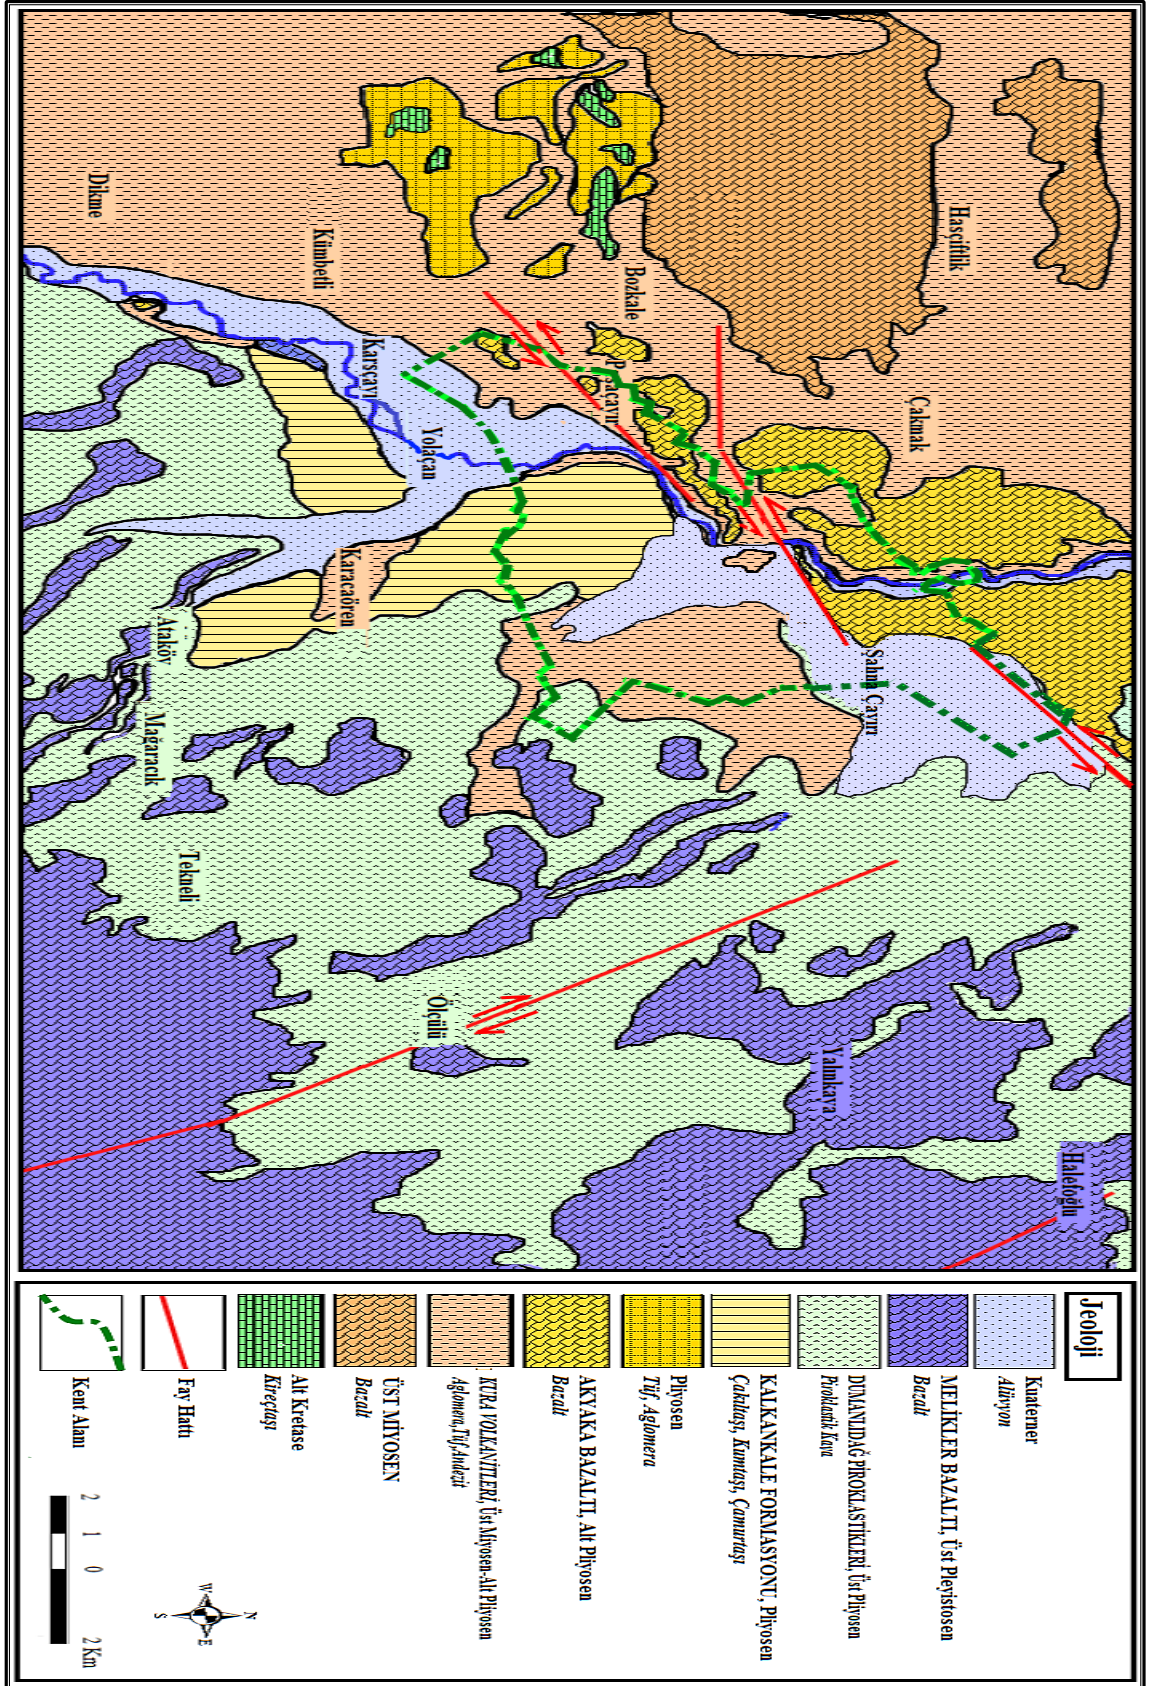 Hasçiftlik
Çakmak
Sahna Çayırı
Halefoğlu
Yalınkaya
Bozkale
Paşaçayır
Ölçülü
Yolaçan
Karsçayı
Kümbetli
Karacaören
Dikme
Ataköy
Mağaracık
Tekneli
Jeoloji
Kuaterner
Alüvyon
MELİKLER BAZALTI, Üst Pleyistosen
Bazalt
DUMANLIDAĞ PİROKLASTİKLERİ, Üst Pliyosen
Piroklastik Kaya
KALKANKALE FORMASYONU, Pliyosen
Çakıltaşı, Kumtaşı, Çamurtaşı
Pliyosen
Tüf, Aglomera
AKYAKA BAZALTI, Alt Pliyosen
Bazalt
KURA VOLKANİTLERİ, Üst Miyosen-Alt Pliyosen
Aglomera,Tüf,Andezit
ÜST MİYOSEN
Bazalt
Alt Kretase
Kireçtaşı
Fay Hattı
Kent Alanı
2 1 0 2 Km
N
W E
S